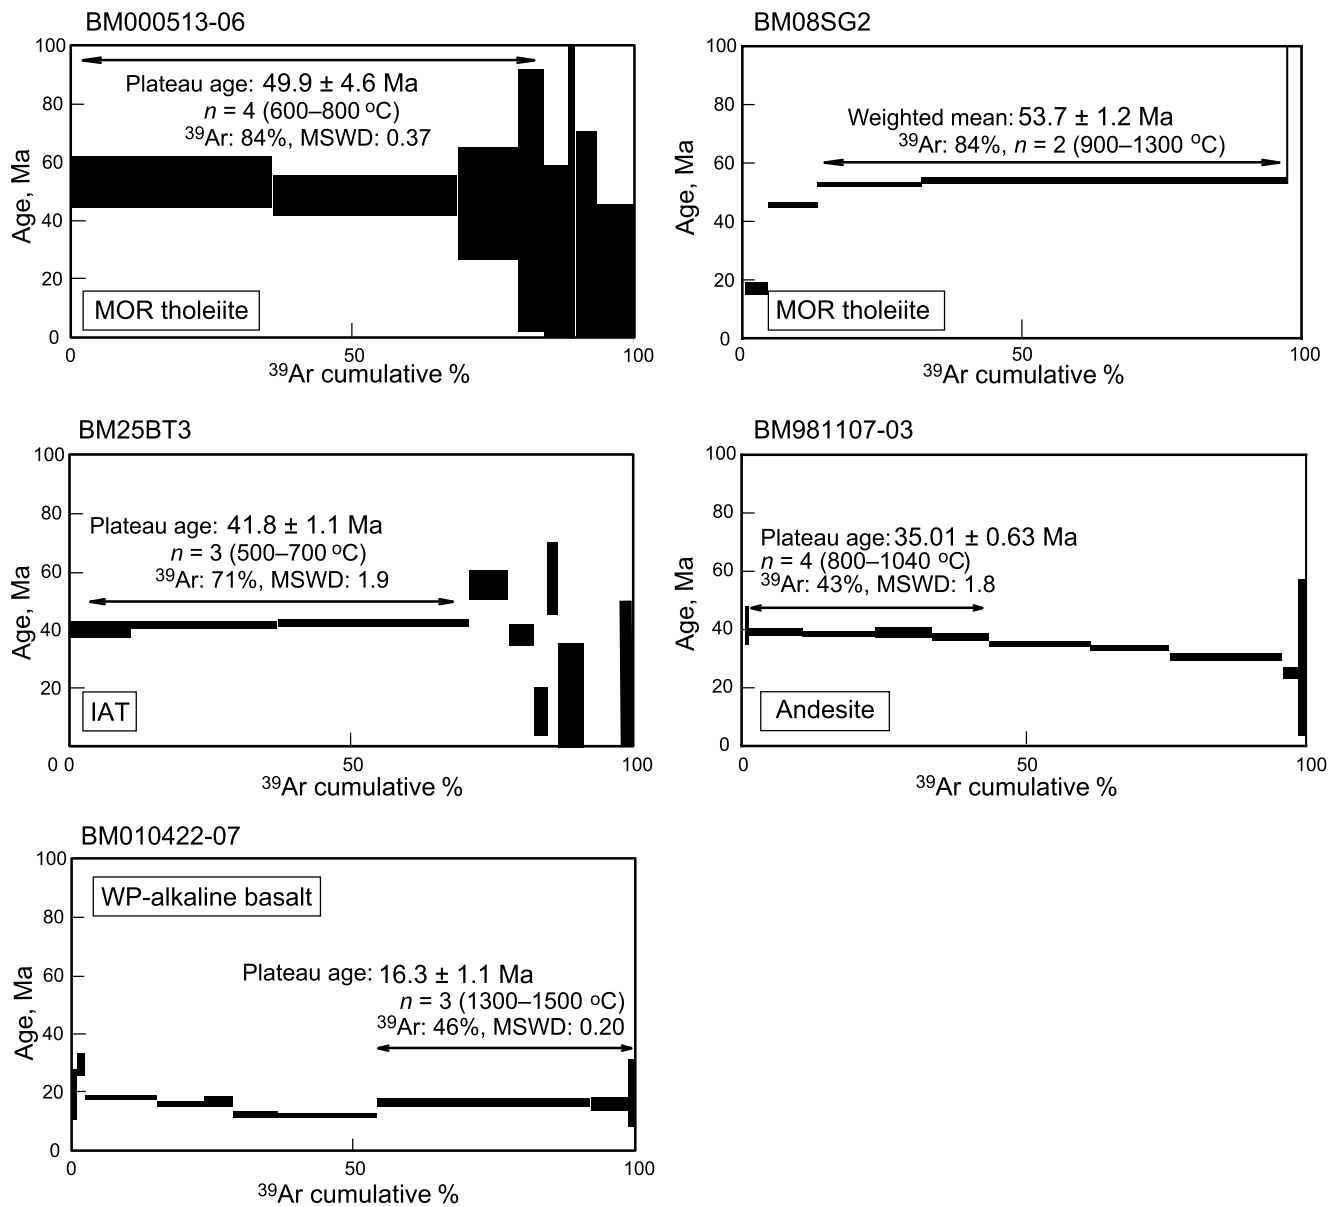 BM000513-06
100
80
60
40
20
0
Age, Ma
Plateau age: 49.9 ± 4.6 Ma
n = 4 (600–800 ºC)
³⁹Ar: 84%, MSWD: 0.37
MOR tholeiite
0 50 100
³⁹Ar cumulative %
BM08SG2
100
80
60
40
20
0
Age, Ma
Weighted mean: 53.7 ± 1.2 Ma
³⁹Ar: 84%, n = 2 (900–1300 ºC)
MOR tholeiite
0 50 100
³⁹Ar cumulative %
BM25BT3
100
80
60
40
20
Age, Ma
Plateau age: 41.8 ± 1.1 Ma
n = 3 (500–700 ºC)
³⁹Ar: 71%, MSWD: 1.9
IAT
0 0 50 100
³⁹Ar cumulative %
BM981107-03
100
80
60
40
20
0
Age, Ma
Plateau age: 35.01 ± 0.63 Ma
n = 4 (800–1040 ºC)
³⁹Ar: 43%, MSWD: 1.8
Andesite
0 50 100
³⁹Ar cumulative %
BM010422-07
100
80
60
40
20
0
Age, Ma
WP-alkaline basalt
Plateau age: 16.3 ± 1.1 Ma
n = 3 (1300–1500 ºC)
³⁹Ar: 46%, MSWD: 0.20
0 50 100
³⁹Ar cumulative %